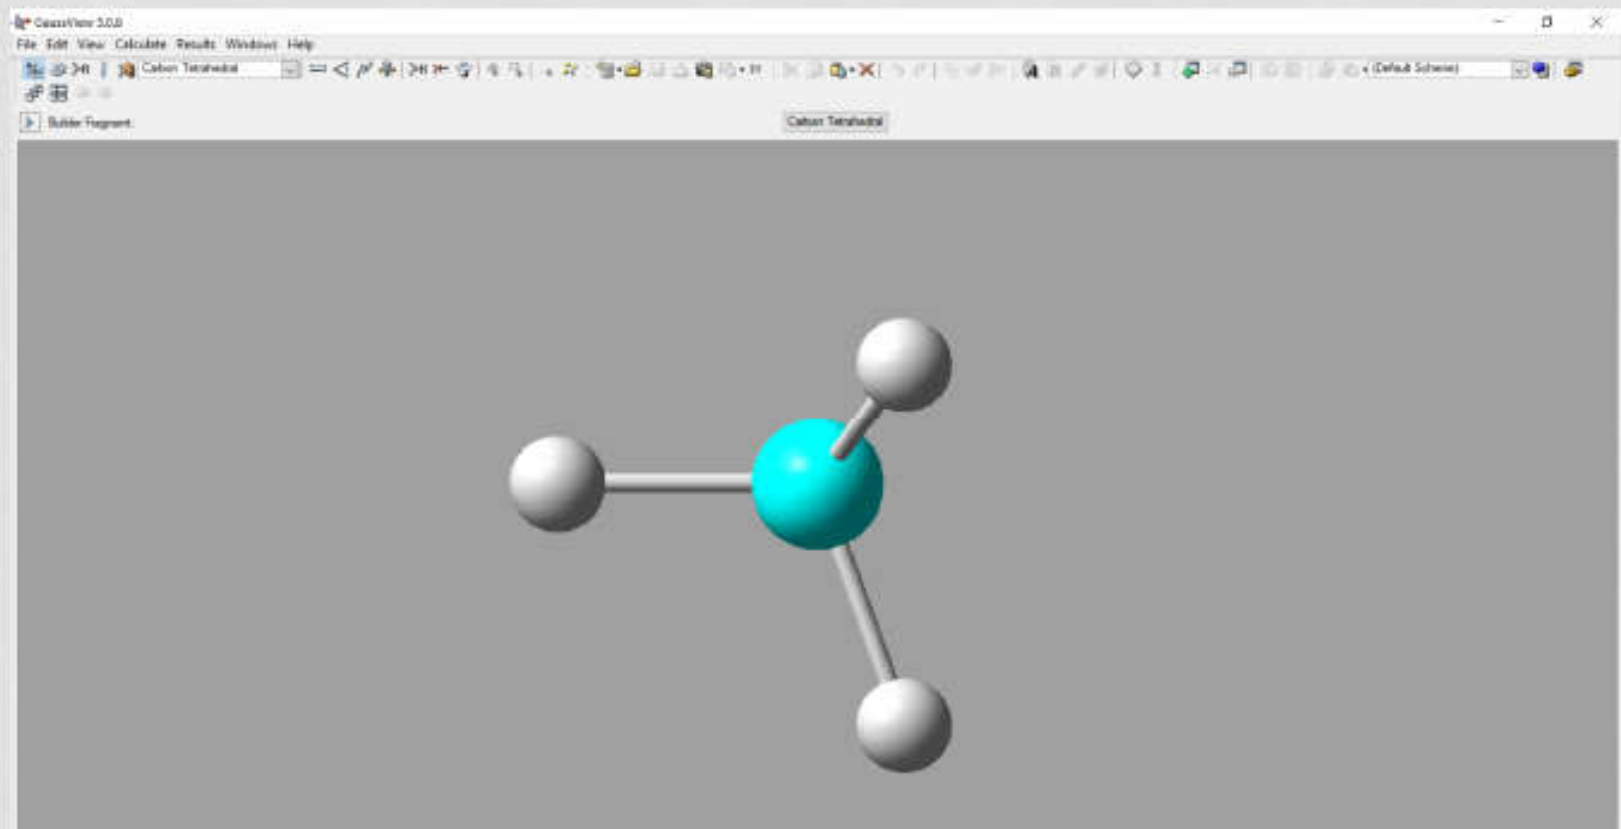 GaussView 5.0.8
File Edit View Calculate Results Windows Help
Carbon Tetrahedral (Default Scheme)
Builder Fragment: Carbon Tetrahedral